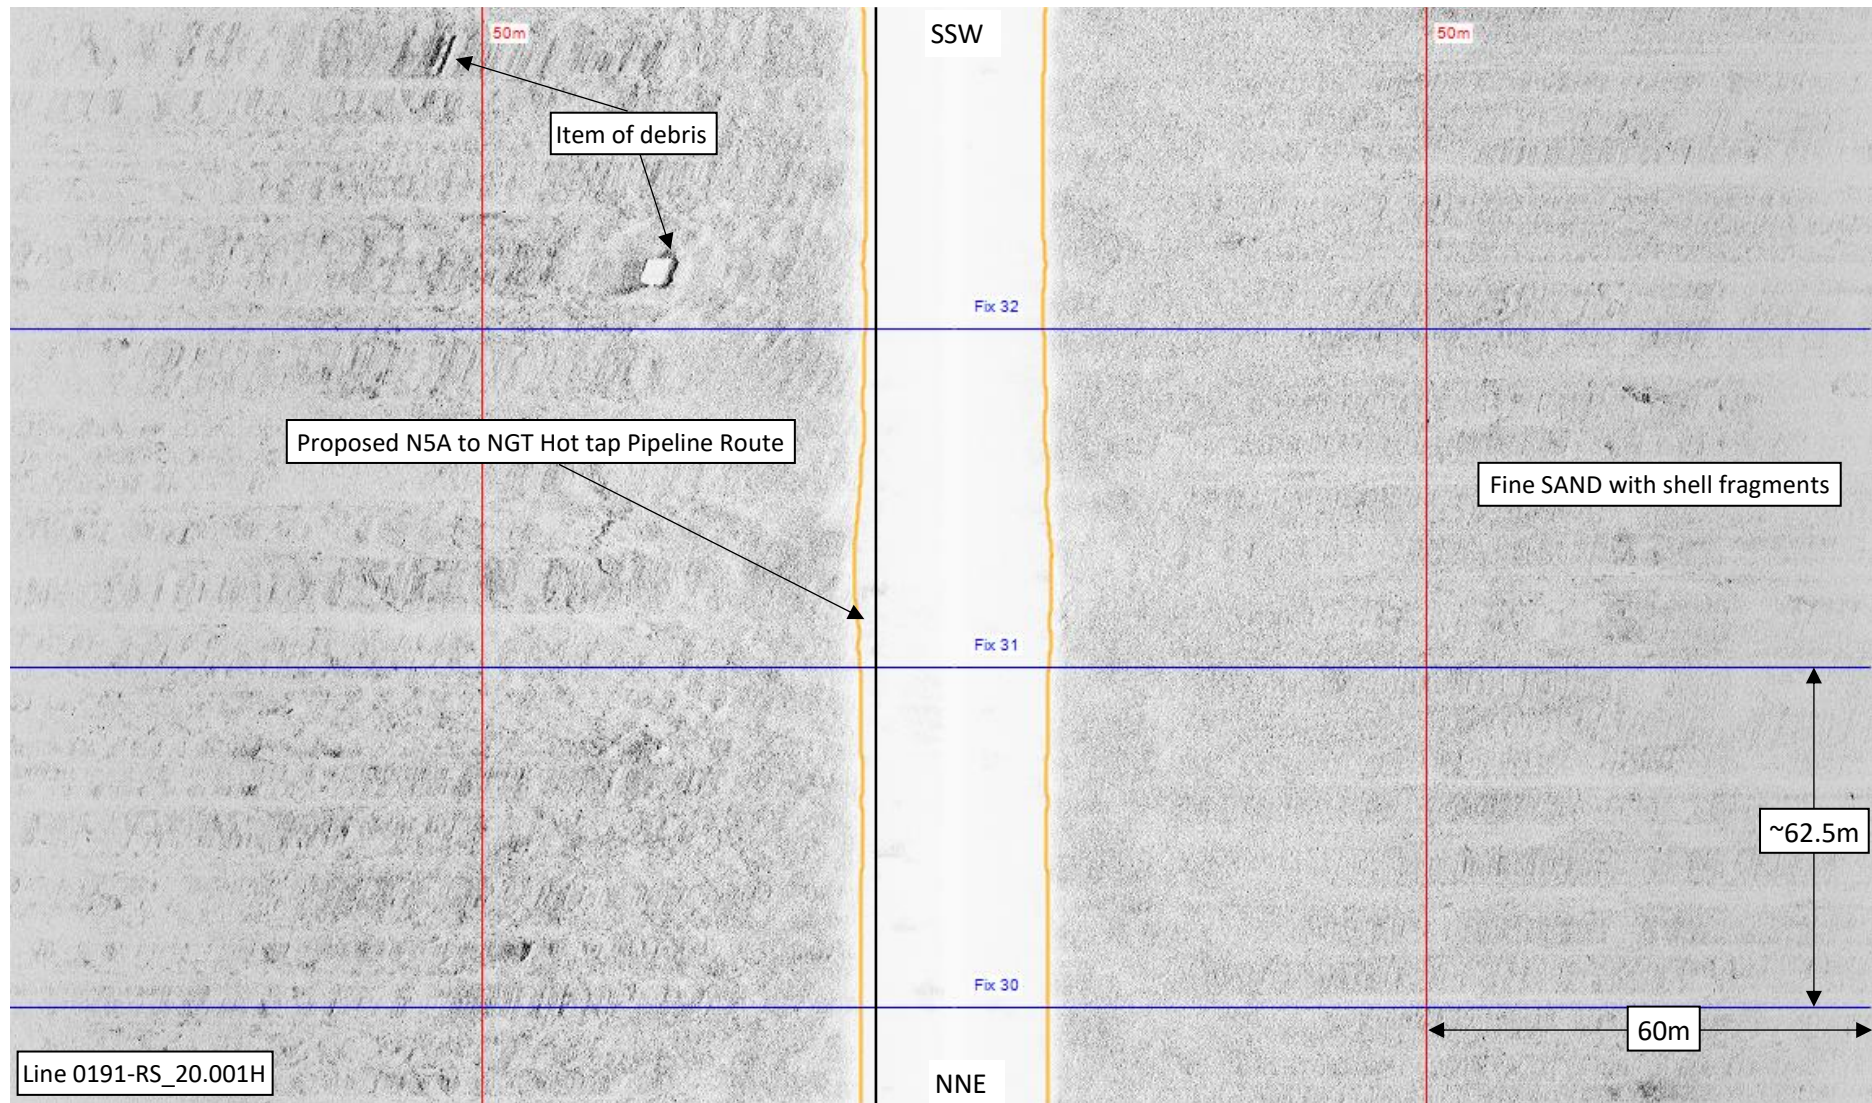 50m
SSW
50m
Item of debris
Fix 32
Proposed N5A to NGT Hot tap Pipeline Route
Fine SAND with shell fragments
Fix 31
~62.5m
Fix 30
60m
Line 0191-RS_20.001H
NNE